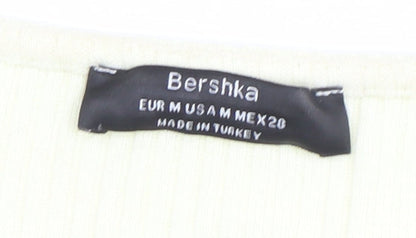 Bershka
EUR M USA M MEX 28
MADE IN TURKEY